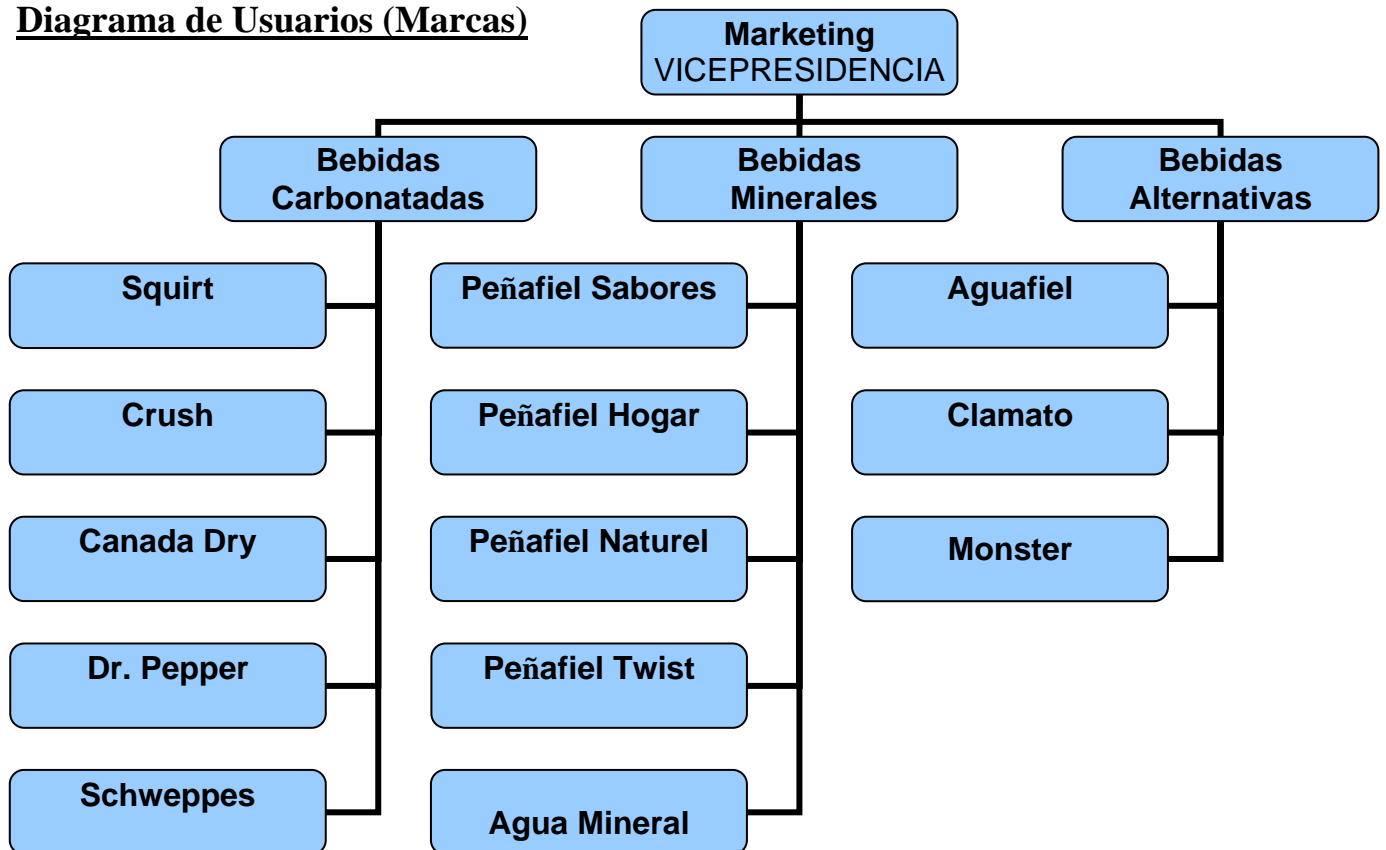 Diagrama de Usuarios (Marcas)
Marketing
VICEPRESIDENCIA
Bebidas
Carbonatadas
Bebidas
Minerales
Bebidas
Alternativas
Squirt
Peñafiel Sabores
Aguafiel
Crush
Peñafiel Hogar
Clamato
Canada Dry
Peñafiel Naturel
Monster
Dr. Pepper
Peñafiel Twist
Schweppes
Agua Mineral